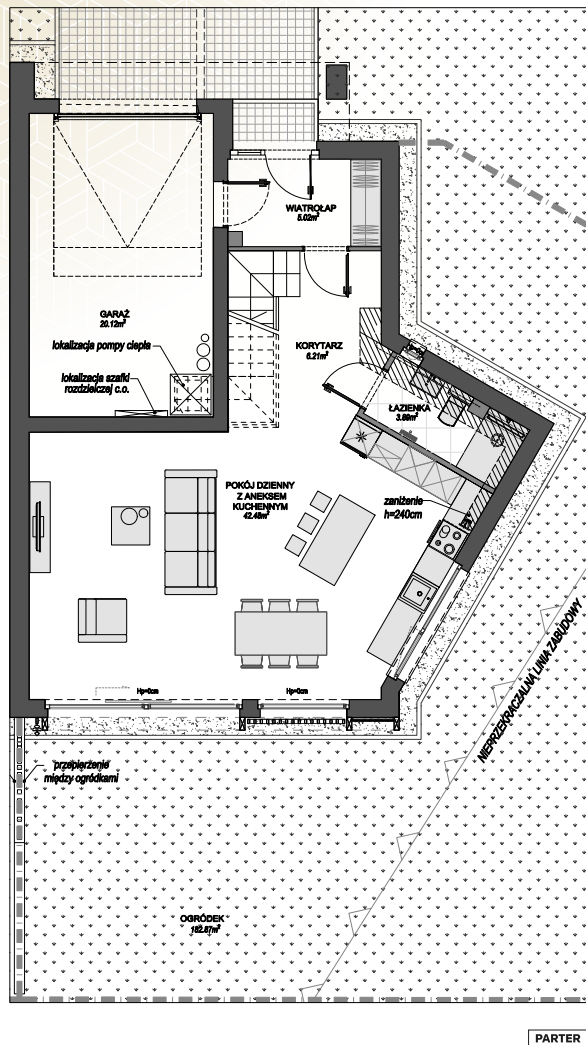 WIATROŁAP
5.02m²
GARAŻ
20.12m²
lokalizacja pompy ciepła
lokalizacja szafki
rozdzielczej c.o.
KORYTARZ
6.21m²
ŁAZIENKA
3.89m²
POKÓJ DZIENNY
Z ANEKSEM
KUCHENNYM
42.48m²
zaniżenie
h=240cm
Hp=0cm
Hp=0cm
NIEPRZEKRACZALNA LINIA ZABUDOWY
przepierzenie
między ogródkami
OGRÓDEK
182.87m²
PARTER